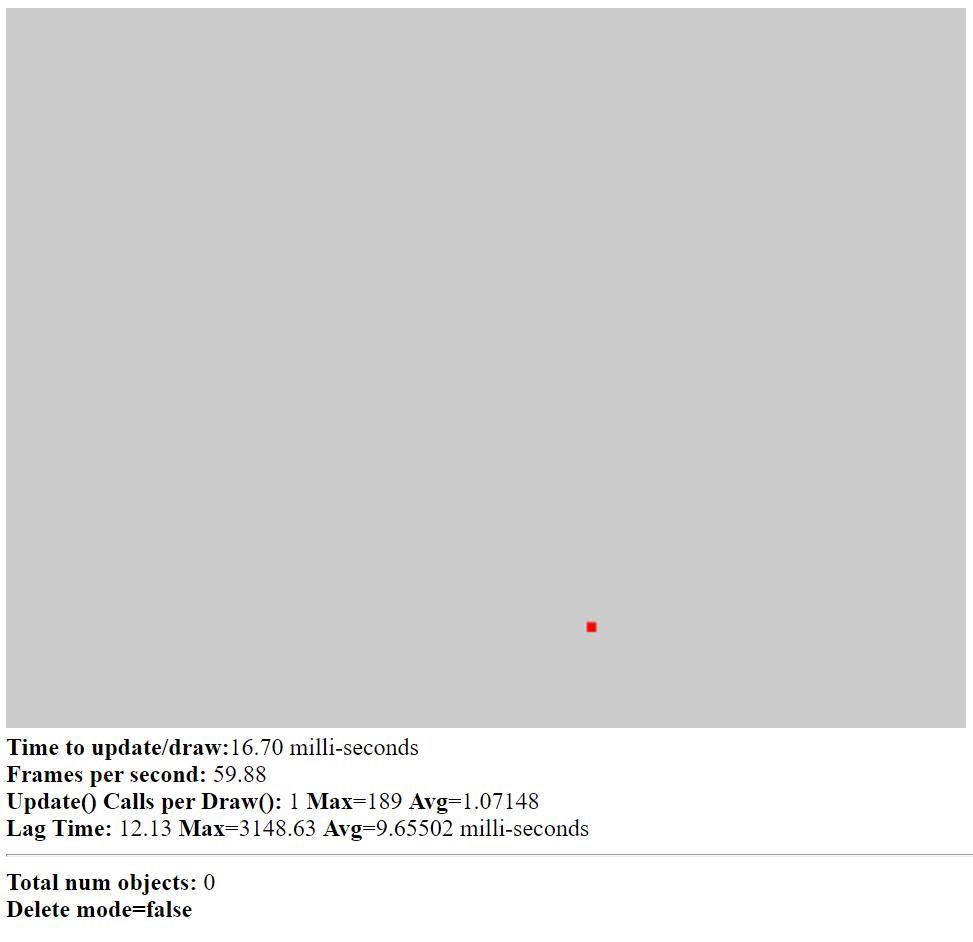 Time to update/draw:16.70 milli-seconds
Frames per second: 59.88
Update() Calls per Draw(): 1 Max=189 Avg=1.07148
Lag Time: 12.13 Max=3148.63 Avg=9.65502 milli-seconds
Total num objects: 0
Delete mode=false